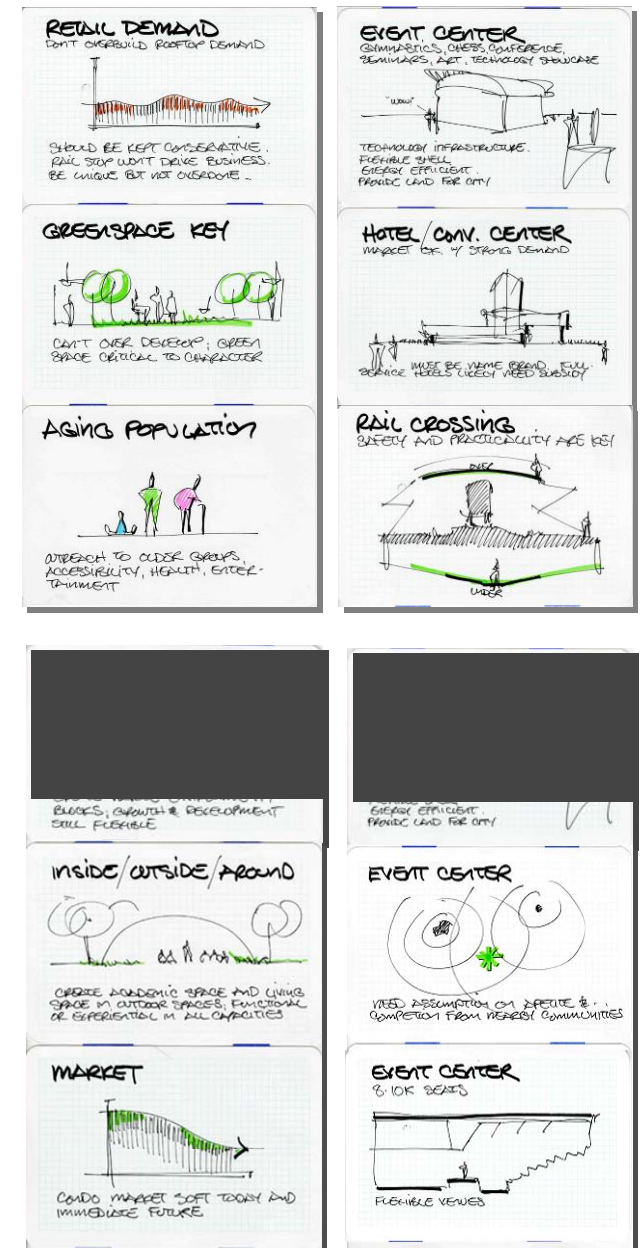 RETAIL DEMAND
DON'T OVERBUILD ROOFTOP DEMAND
SHOULD BE KEPT CONSERVATIVE.
RAIL STOP WON'T DRIVE BUSINESS.
BE UNIQUE BUT NOT OVERDONE -
GREENSPACE KEY
CAN'T OVER DEVELOP; GREEN
SPACE CRITICAL TO CHARACTER
AGING POPULATION
OUTREACH TO OLDER GROUPS,
ACCESSIBILITY, HEALTH, ENTER-
TAINMENT
EVENT CENTER
GYMNASTICS, CHESS, CONFERENCE,
SEMINARS, ART, TECHNOLOGY SHOWCASE
"WOW!"
TECHNOLOGY INFRASTRUCTURE.
FLEXIBLE SHELL
ENERGY EFFICIENT.
PROVIDE LAND FOR CITY
HOTEL/CONV. CENTER
MARKET OK. W/ STRONG DEMAND
MUST BE NAME BRAND. FULL
SERVICE HOTELS LIKELY NEED SUBSIDY
RAIL CROSSING
SAFETY AND PRACTICALLITY ARE KEY
OVER
UNDER
BLOCKS; GROWTH & DEVELOPMENT
STILL FLEXIBLE
INSIDE/OUTSIDE/AROUND
CREATE ACADEMIC SPACE AND LIVING
SPACE IN OUTDOOR SPACES, FUNCTIONAL
OR EXPERIENTIAL IN ALL CAPACITIES
MARKET
CONDO MARKET SOFT TODAY AND
IMMEDIATE FUTURE
ENERGY EFFICIENT.
PROVIDE LAND FOR CITY
EVENT CENTER
NEED ASSUMPTION ON APETITE &
COMPETION FROM NEARBY COMMUNITIES
EVENT CENTER
8-10K SEATS
FLEXIBLE VENUES